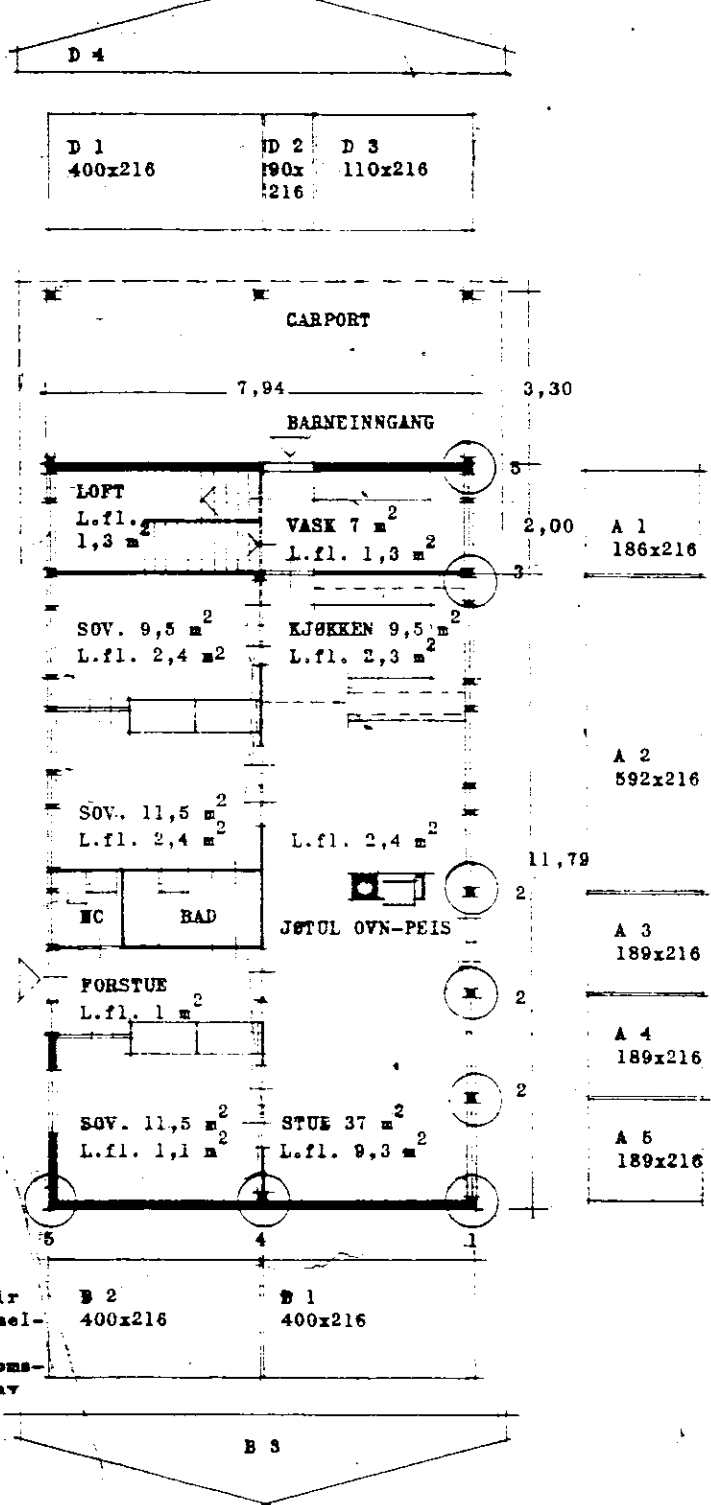 D 4
D 1
400x216
D 2
90x
216
D 3
110x216
CARPORT
7,94
3,30
BARNEINNGANG
LOFT
L.fl.
1,3 m2
VASK 7 m2
L.fl. 1,3 m2
2,00
A 1
186x216
3
SOV. 9,5 m2
L.fl. 2,4 m2
KJØKKEN 9,5 m2
L.fl. 2,3 m2
A 2
592x216
SOV. 11,5 m2
L.fl. 2,4 m2
L.fl. 2,4 m2
11,79
WC
BAD
JØTUL OVN-PEIS
2
A 3
189x216
FORSTUE
L.fl. 1 m2
2
A 4
189x216
2
SOV. 11,5 m2
L.fl. 1,1 m2
STUE 37 m2
L.fl. 9,3 m2
A 5
189x216
5
4
1
B 2
400x216
B 1
400x216
B 3